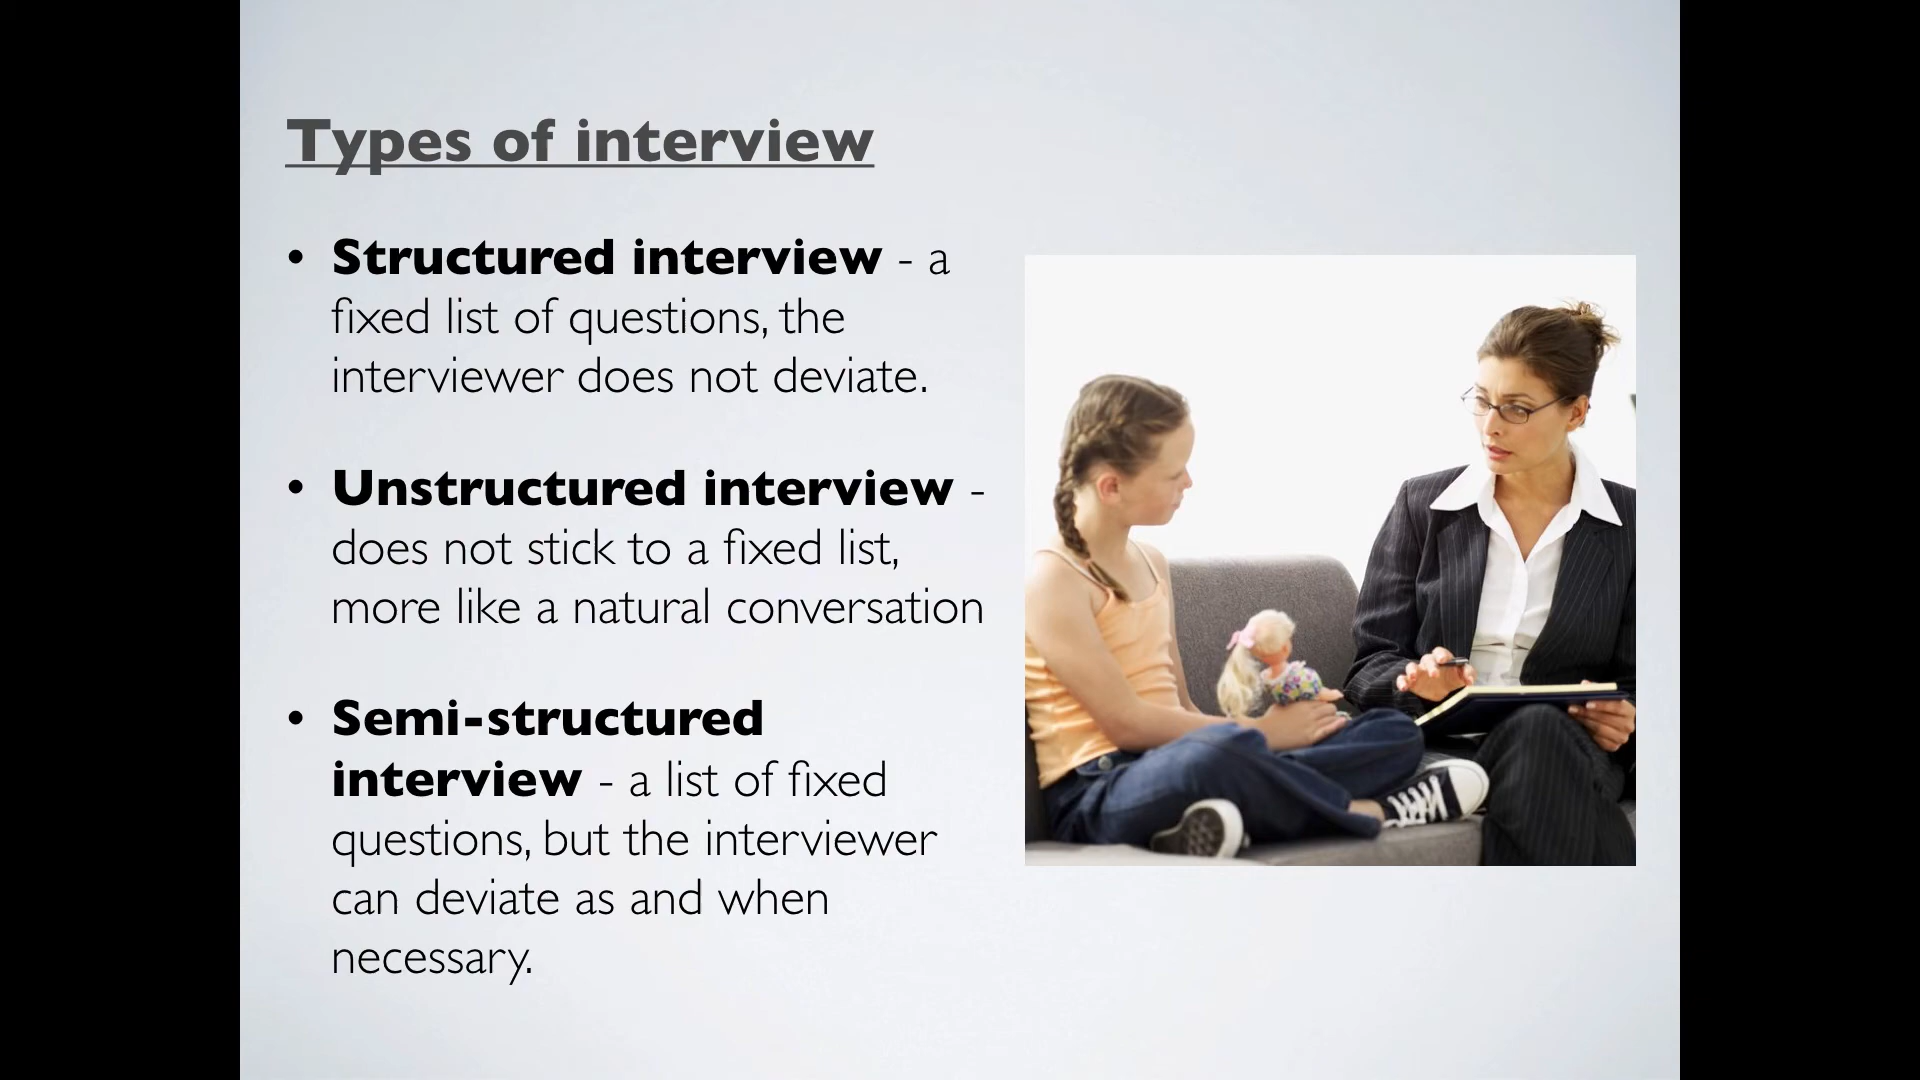 Types of interview
• Structured interview - a
fixed list of questions, the
interviewer does not deviate.
• Unstructured interview -
does not stick to a fixed list,
more like a natural conversation
• Semi-structured
interview - a list of fixed
questions, but the interviewer
can deviate as and when
necessary.